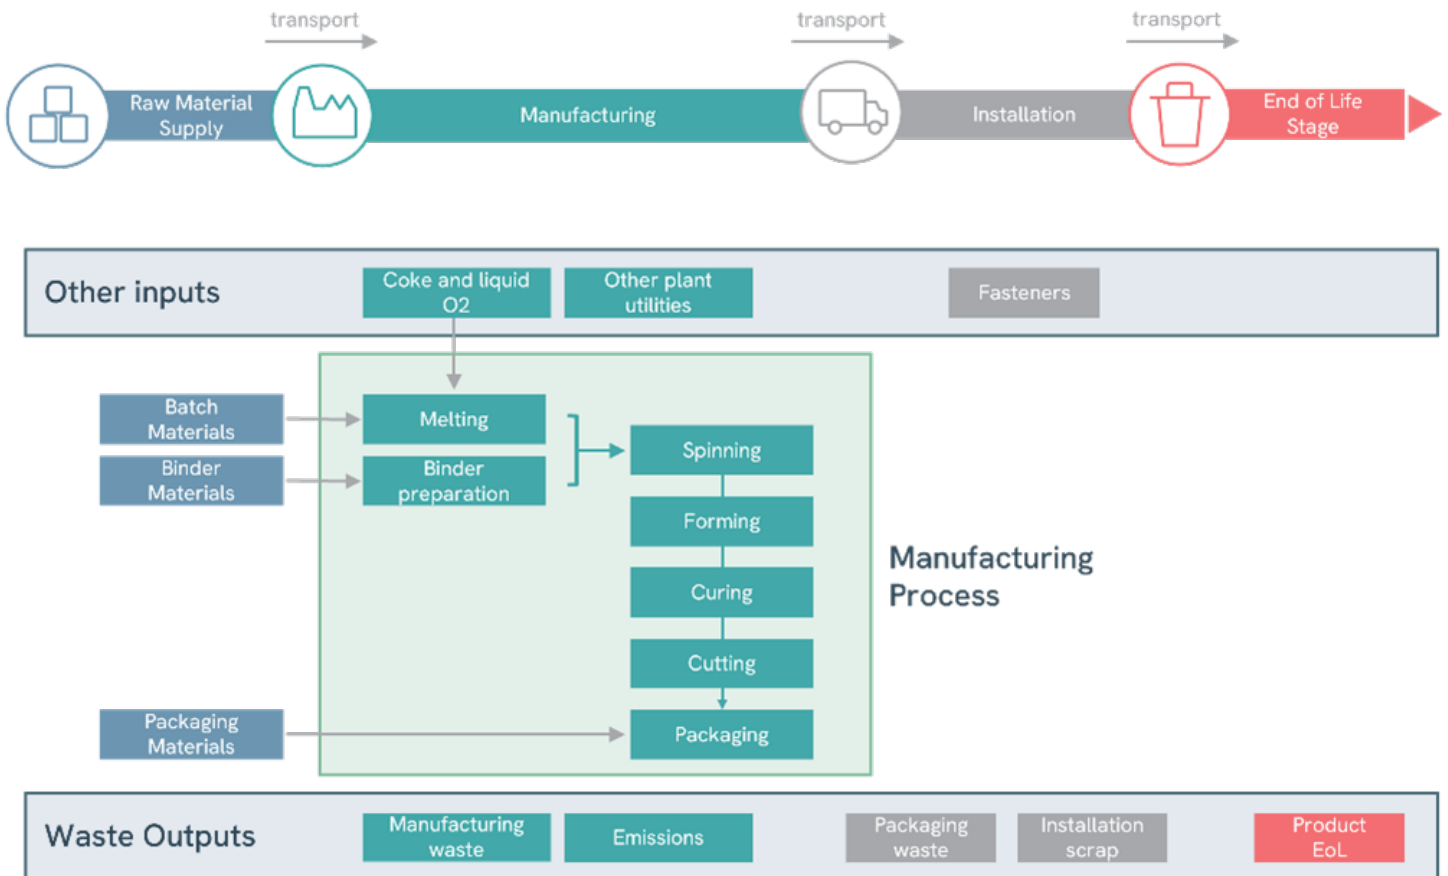 transport
transport
transport
Raw Material
Supply
Manufacturing
Installation
End of Life
Stage
Other inputs
Coke and liquid
O2
Other plant
utilities
Fasteners
Batch
Materials
Melting
Binder
Materials
Binder
preparation
Spinning
Forming
Curing
Cutting
Packaging
Materials
Packaging
Manufacturing
Process
Waste Outputs
Manufacturing
waste
Emissions
Packaging
waste
Installation
scrap
Product
EoL